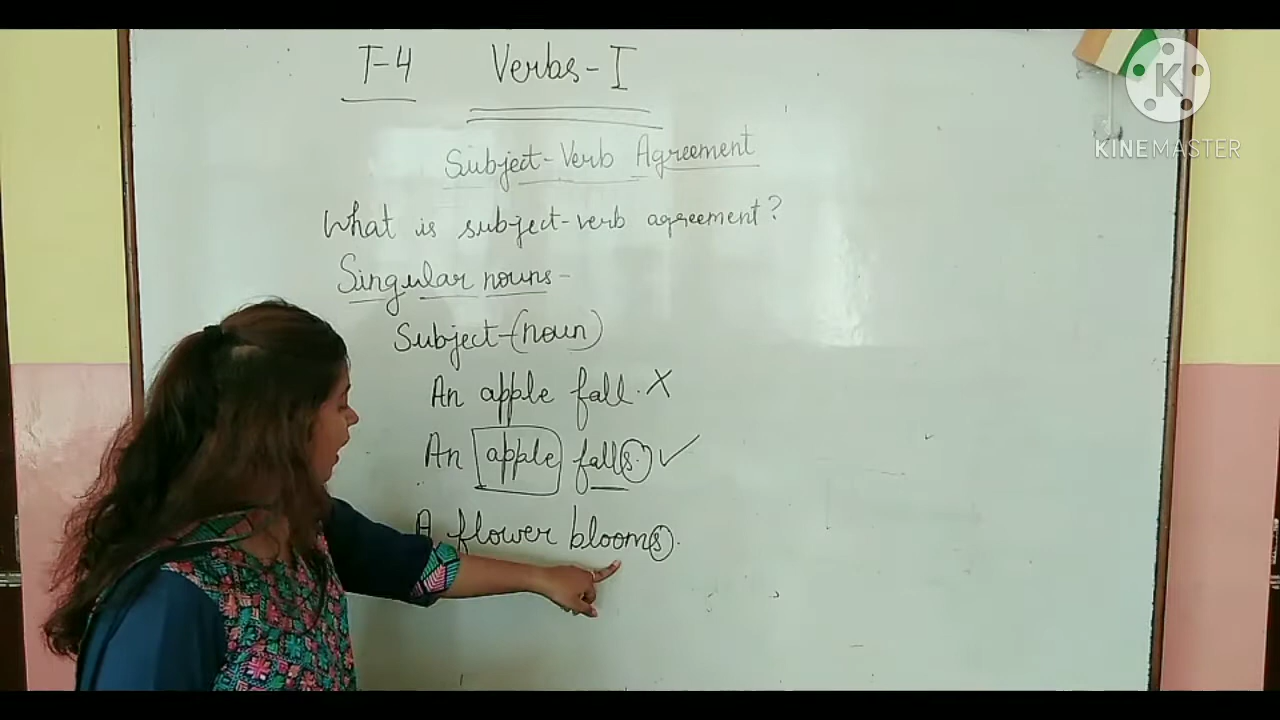 T-4 Verbs-I
Subject-Verb Agreement
What is subject-verb agreement?
Singular nouns-
Subject-(noun)
An apple fall. X
An apple falls. ✓
A flower blooms.
K
KINEMASTER